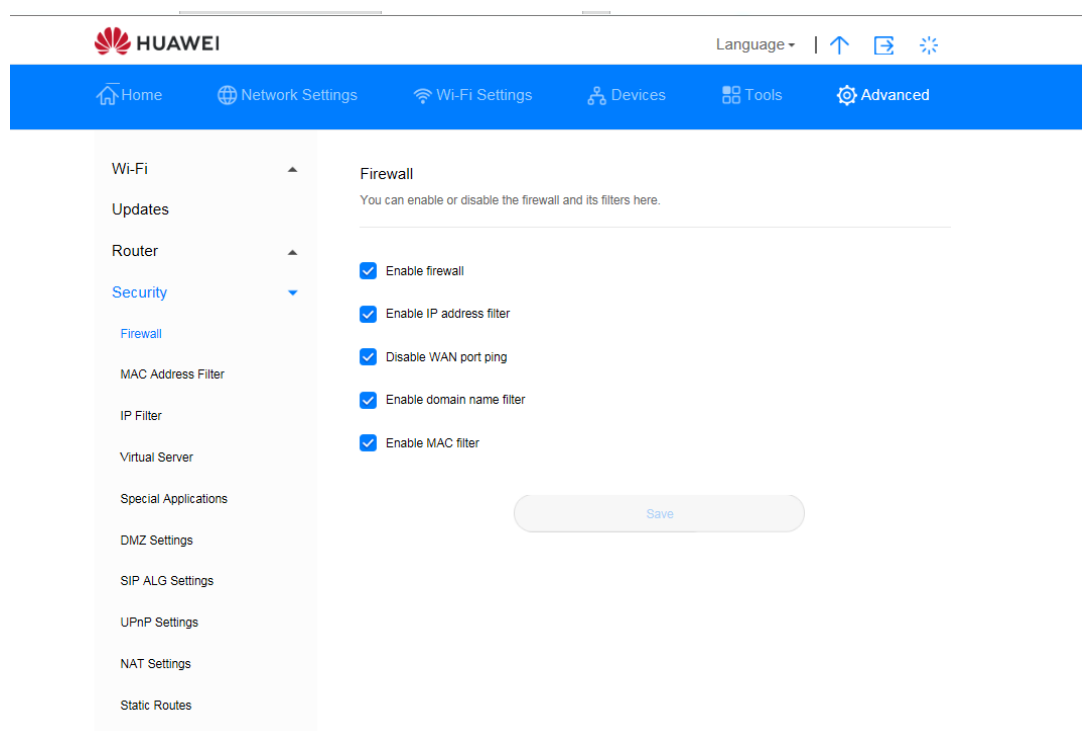 HUAWEI
Language
Home
Network Settings
Wi-Fi Settings
Devices
Tools
Advanced
Wi-Fi
Updates
Router
Security
Firewall
MAC Address Filter
IP Filter
Virtual Server
Special Applications
DMZ Settings
SIP ALG Settings
UPnP Settings
NAT Settings
Static Routes
Firewall
You can enable or disable the firewall and its filters here.
Enable firewall
Enable IP address filter
Disable WAN port ping
Enable domain name filter
Enable MAC filter
Save